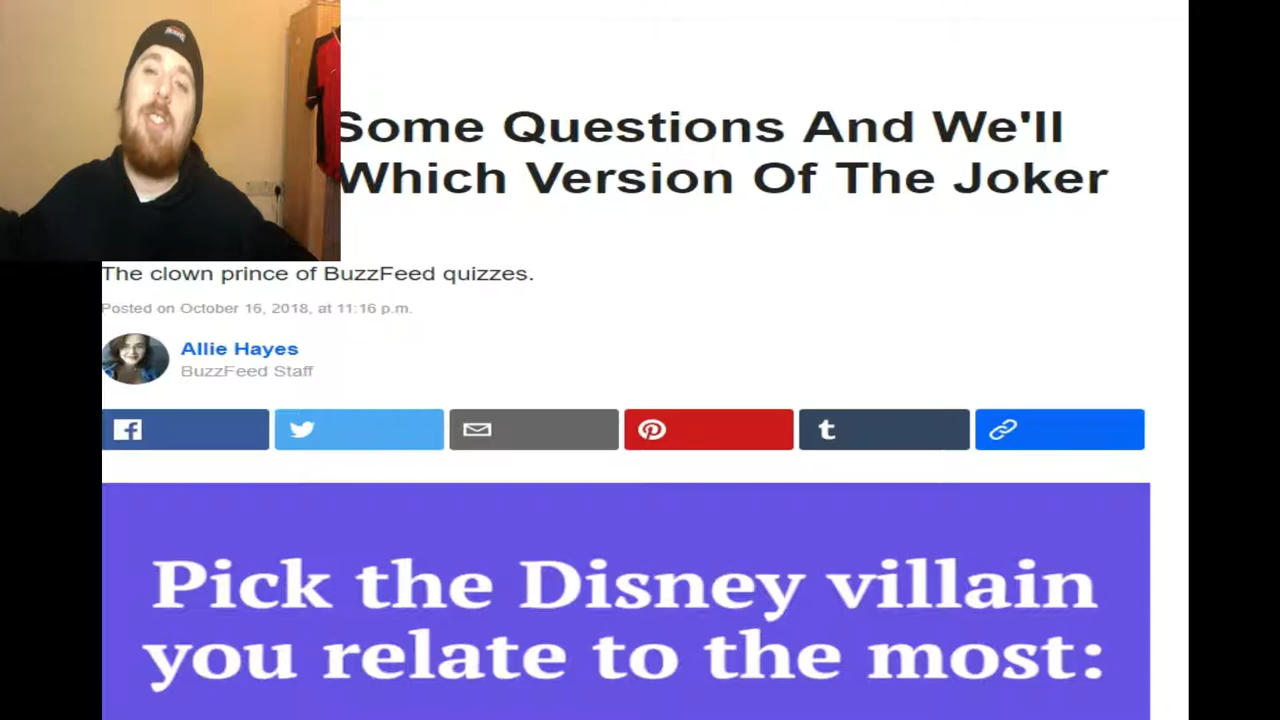 Some Questions And We'll
Which Version Of The Joker
The clown prince of BuzzFeed quizzes.
Posted on October 16, 2018, at 11:16 p.m.
Allie Hayes
BuzzFeed Staff
Pick the Disney villain
you relate to the most: